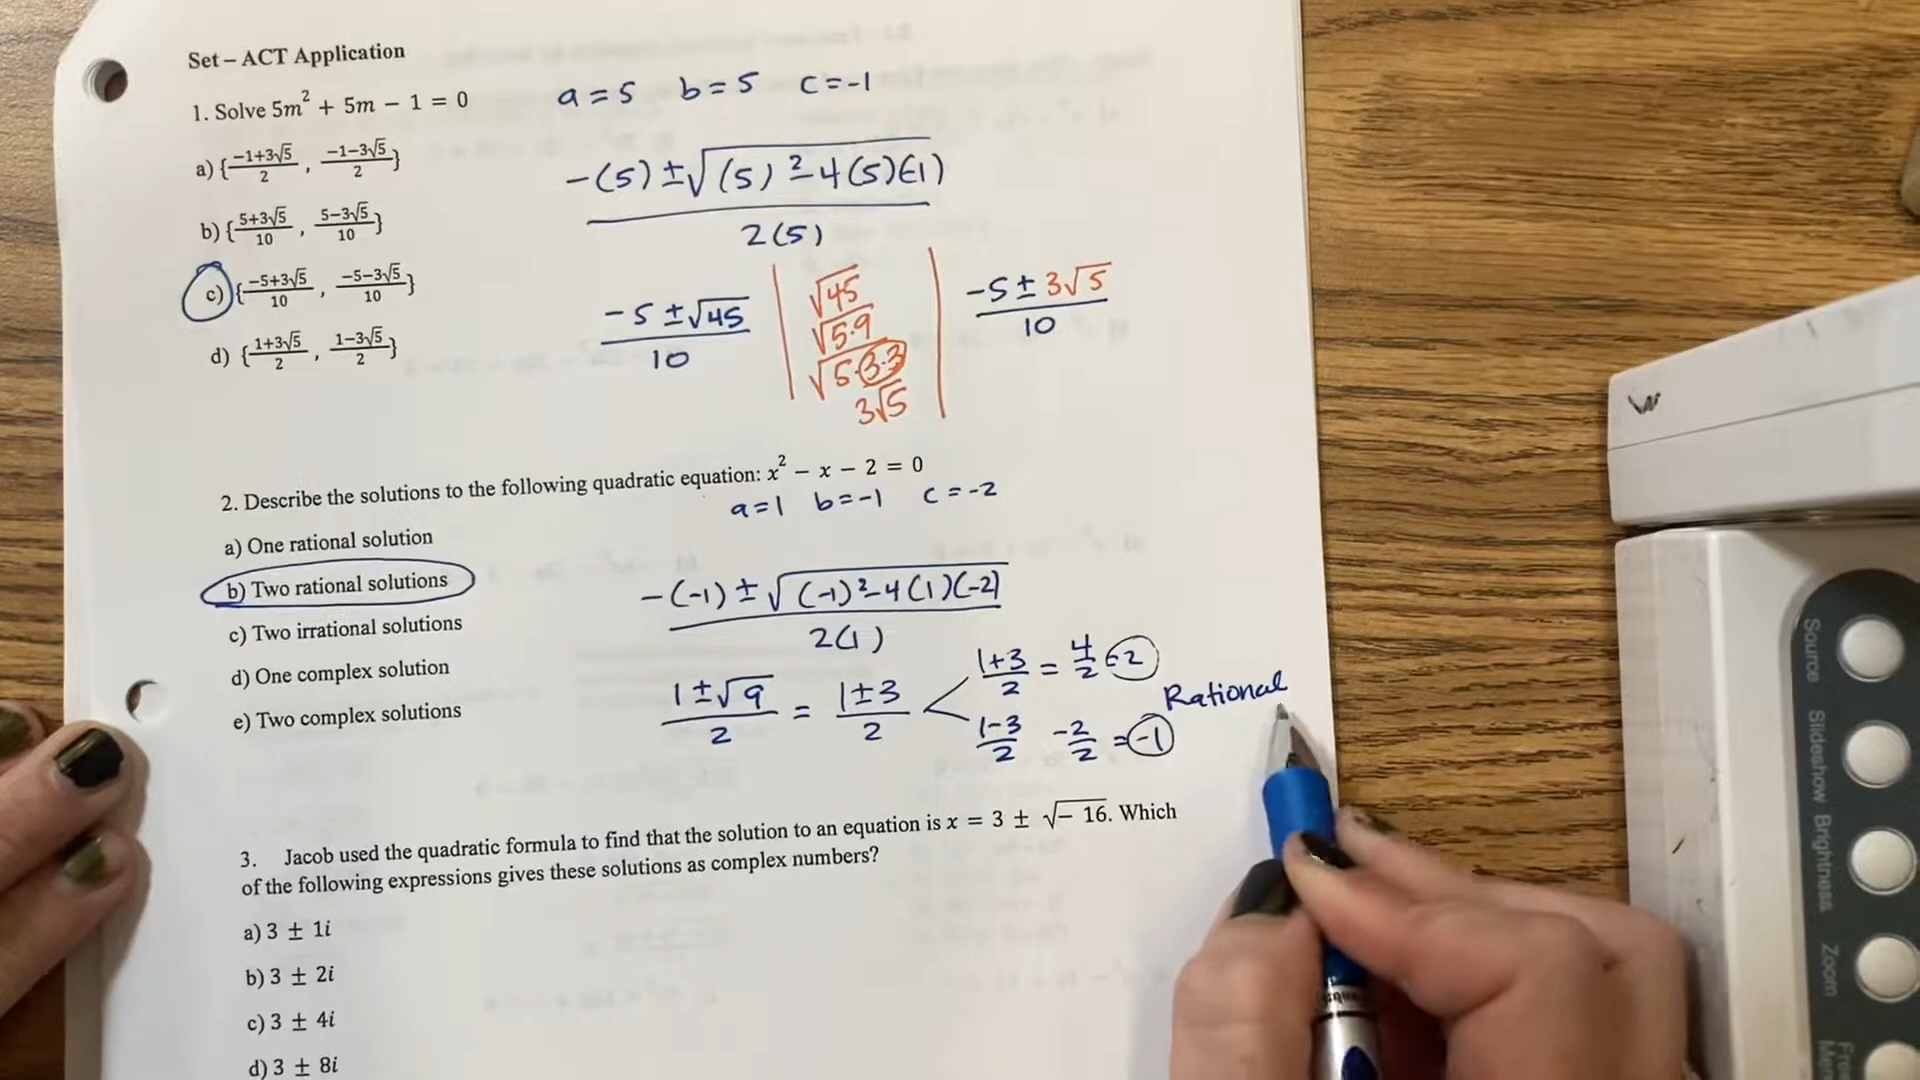 Set – ACT Application
1. Solve 5m² + 5m − 1 = 0
a = 5 b = 5 c = -1
a) {(−1+3√5)/2 , (−1−3√5)/2}
b) {(5+3√5)/10 , (5−3√5)/10}
c) {(−5+3√5)/10 , (−5−3√5)/10}
d) {(1+3√5)/2 , (1−3√5)/2}
-(5) ± √(5)²-4(5)(-1)
2(5)
-5 ± √45
10
√45
√5·9
√5·3·3
3√5
-5 ± 3√5
10
2. Describe the solutions to the following quadratic equation: x² − x − 2 = 0
a=1 b=-1 c=-2
a) One rational solution
b) Two rational solutions
c) Two irrational solutions
d) One complex solution
e) Two complex solutions
-(-1) ± √(-1)²-4(1)(-2)
2(1)
(1±√9)/2 = (1±3)/2
(1+3)/2 = 4/2 = 2
(1-3)/2 -2/2 = -1
Rational
3. Jacob used the quadratic formula to find that the solution to an equation is x = 3 ± √− 16. Which
of the following expressions gives these solutions as complex numbers?
a) 3 ± 1i
b) 3 ± 2i
c) 3 ± 4i
d) 3 ± 8i
Source
Slideshow
Brightness
Zoom